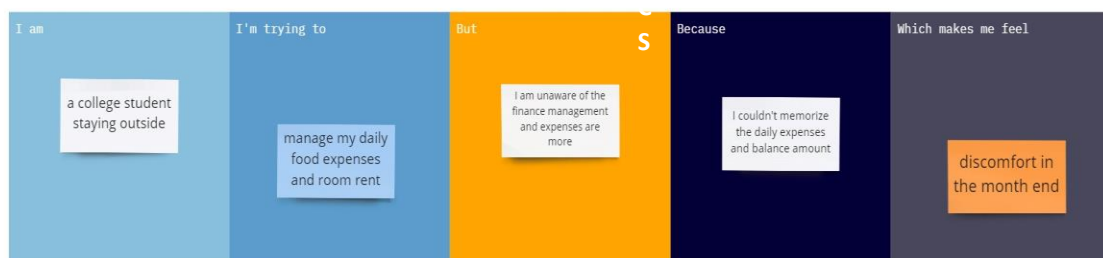 I am
a college student
staying outside
I'm trying to
manage my daily
food expenses
and room rent
But
S
I am unaware of the
finance management
and expenses are
more
Because
I couldn't memorize
the daily expenses
and balance amount
Which makes me feel
discomfort in
the month end